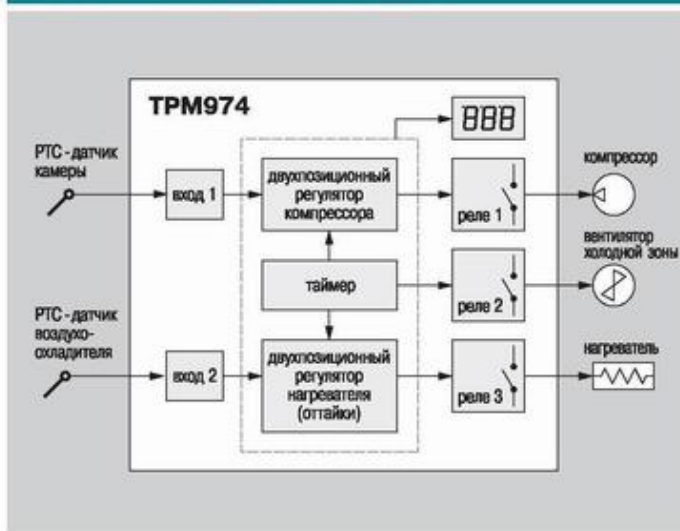 ТРМ974
888
РТС - датчик
камеры
вход 1
двухпозиционный
регулятор
компрессора
реле 1
компрессор
таймер
реле 2
вентилятор
холодной зоны
РТС - датчик
воздухо-
охладителя
вход 2
двухпозиционный
регулятор
нагревателя
(оттайки)
реле 3
нагреватель